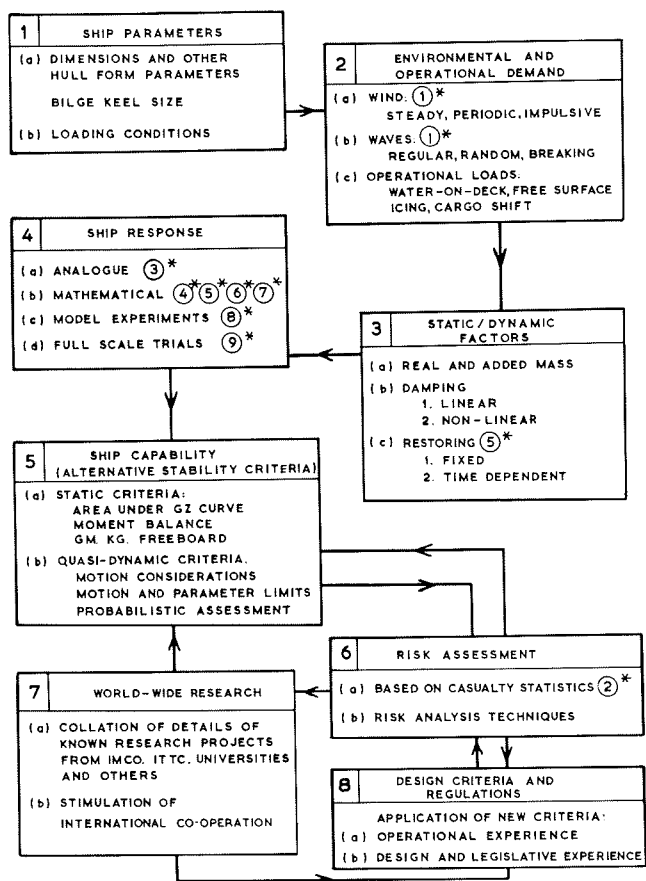 1 SHIP PARAMETERS
(a) DIMENSIONS AND OTHER
HULL FORM PARAMETERS
BILGE KEEL SIZE
(b) LOADING CONDITIONS
2 ENVIRONMENTAL AND
OPERATIONAL DEMAND
(a) WIND: 1*
STEADY, PERIODIC, IMPULSIVE
(b) WAVES: 1*
REGULAR, RANDOM, BREAKING
(c) OPERATIONAL LOADS:
WATER-ON-DECK, FREE SURFACE
ICING, CARGO SHIFT
4 SHIP RESPONSE
(a) ANALOGUE 3*
(b) MATHEMATICAL 4* 5* 6* 7*
(c) MODEL EXPERIMENTS 8*
(d) FULL SCALE TRIALS 9*
3 STATIC/DYNAMIC
FACTORS
(a) REAL AND ADDED MASS
(b) DAMPING
1. LINEAR
2. NON-LINEAR
(c) RESTORING 5*
1. FIXED
2. TIME DEPENDENT
5 SHIP CAPABILITY
(ALTERNATIVE STABILITY CRITERIA)
(a) STATIC CRITERIA:
AREA UNDER GZ CURVE
MOMENT BALANCE
GM. KG. FREEBOARD
(b) QUASI-DYNAMIC CRITERIA.
MOTION CONSIDERATIONS
MOTION AND PARAMETER LIMITS
PROBABILISTIC ASSESSMENT
6 RISK ASSESSMENT
(a) BASED ON CASUALTY STATISTICS 2*
(b) RISK ANALYSIS TECHNIQUES
7 WORLD-WIDE RESEARCH
(a) COLLATION OF DETAILS OF
KNOWN RESEARCH PROJECTS
FROM IMCO. ITTC. UNIVERSITIES
AND OTHERS
(b) STIMULATION OF
INTERNATIONAL CO-OPERATION
8 DESIGN CRITERIA AND
REGULATIONS
APPLICATION OF NEW CRITERIA:
(a) OPERATIONAL EXPERIENCE
(b) DESIGN AND LEGISLATIVE EXPERIENCE